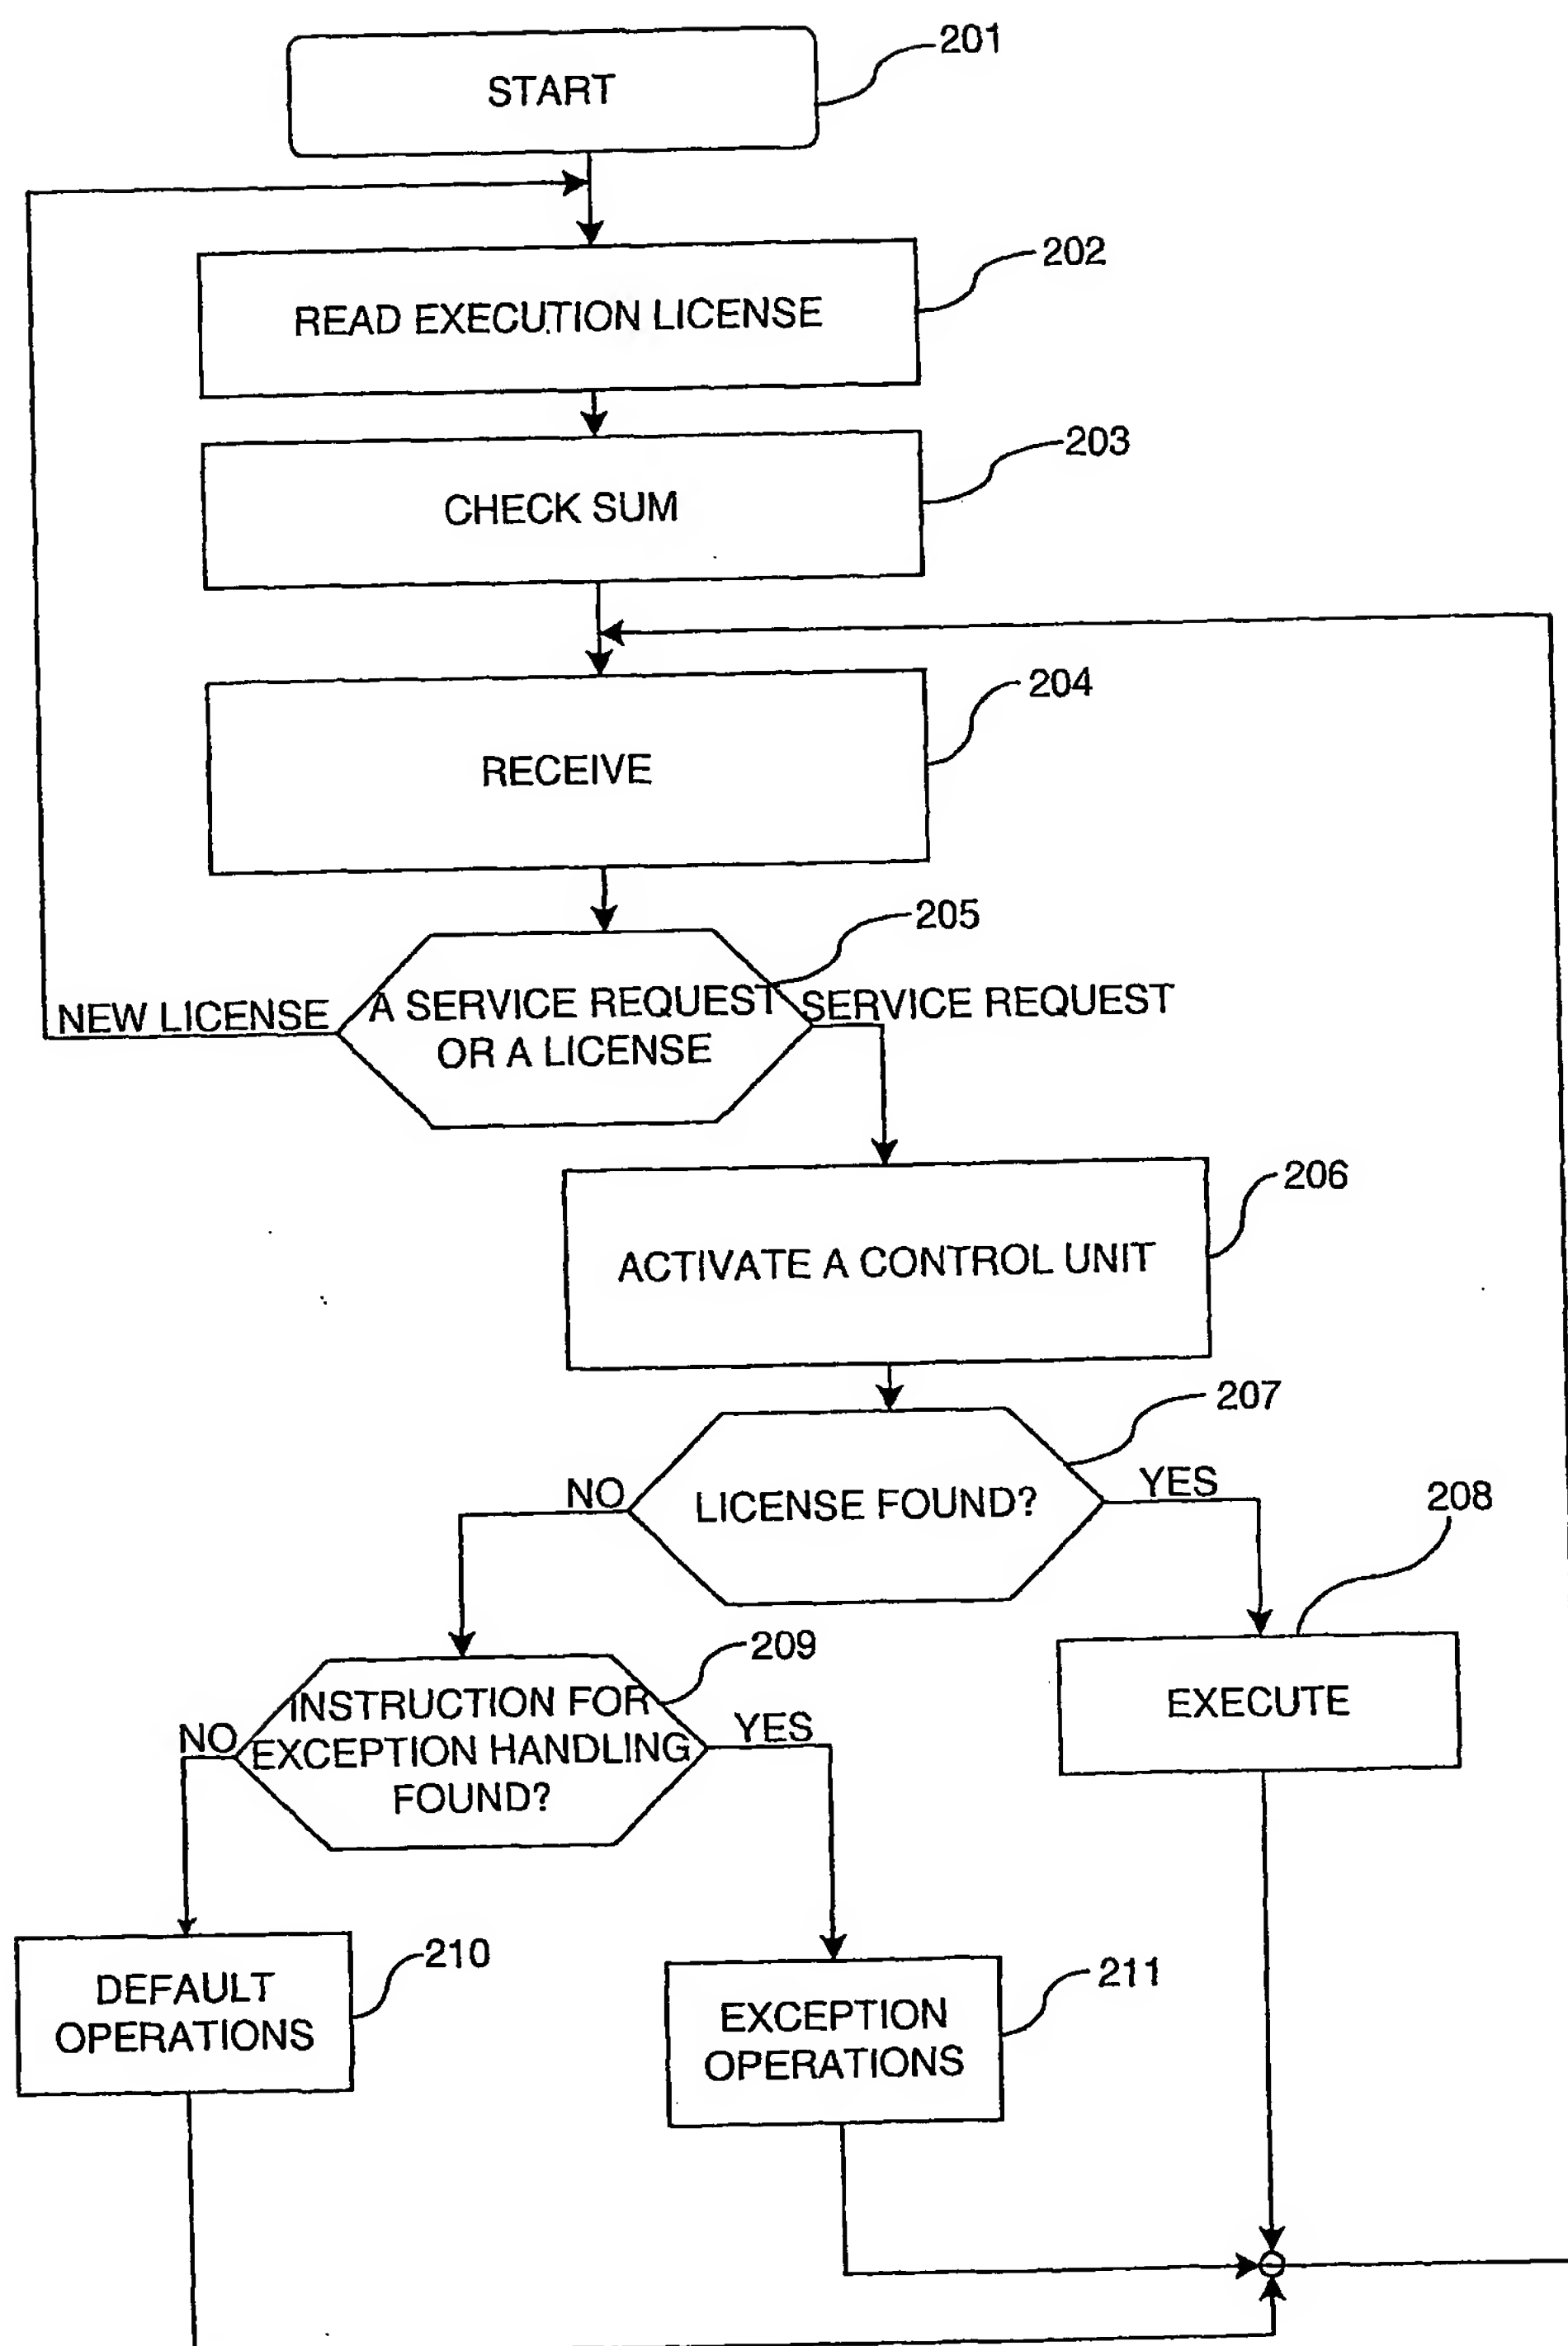 START
201
READ EXECUTION LICENSE
202
CHECK SUM
203
RECEIVE
204
205
NEW LICENSE
A SERVICE REQUEST
OR A LICENSE
SERVICE REQUEST
ACTIVATE A CONTROL UNIT
206
207
NO
LICENSE FOUND?
YES
208
209
NO
INSTRUCTION FOR
EXCEPTION HANDLING
FOUND?
YES
EXECUTE
DEFAULT
OPERATIONS
210
EXCEPTION
OPERATIONS
211